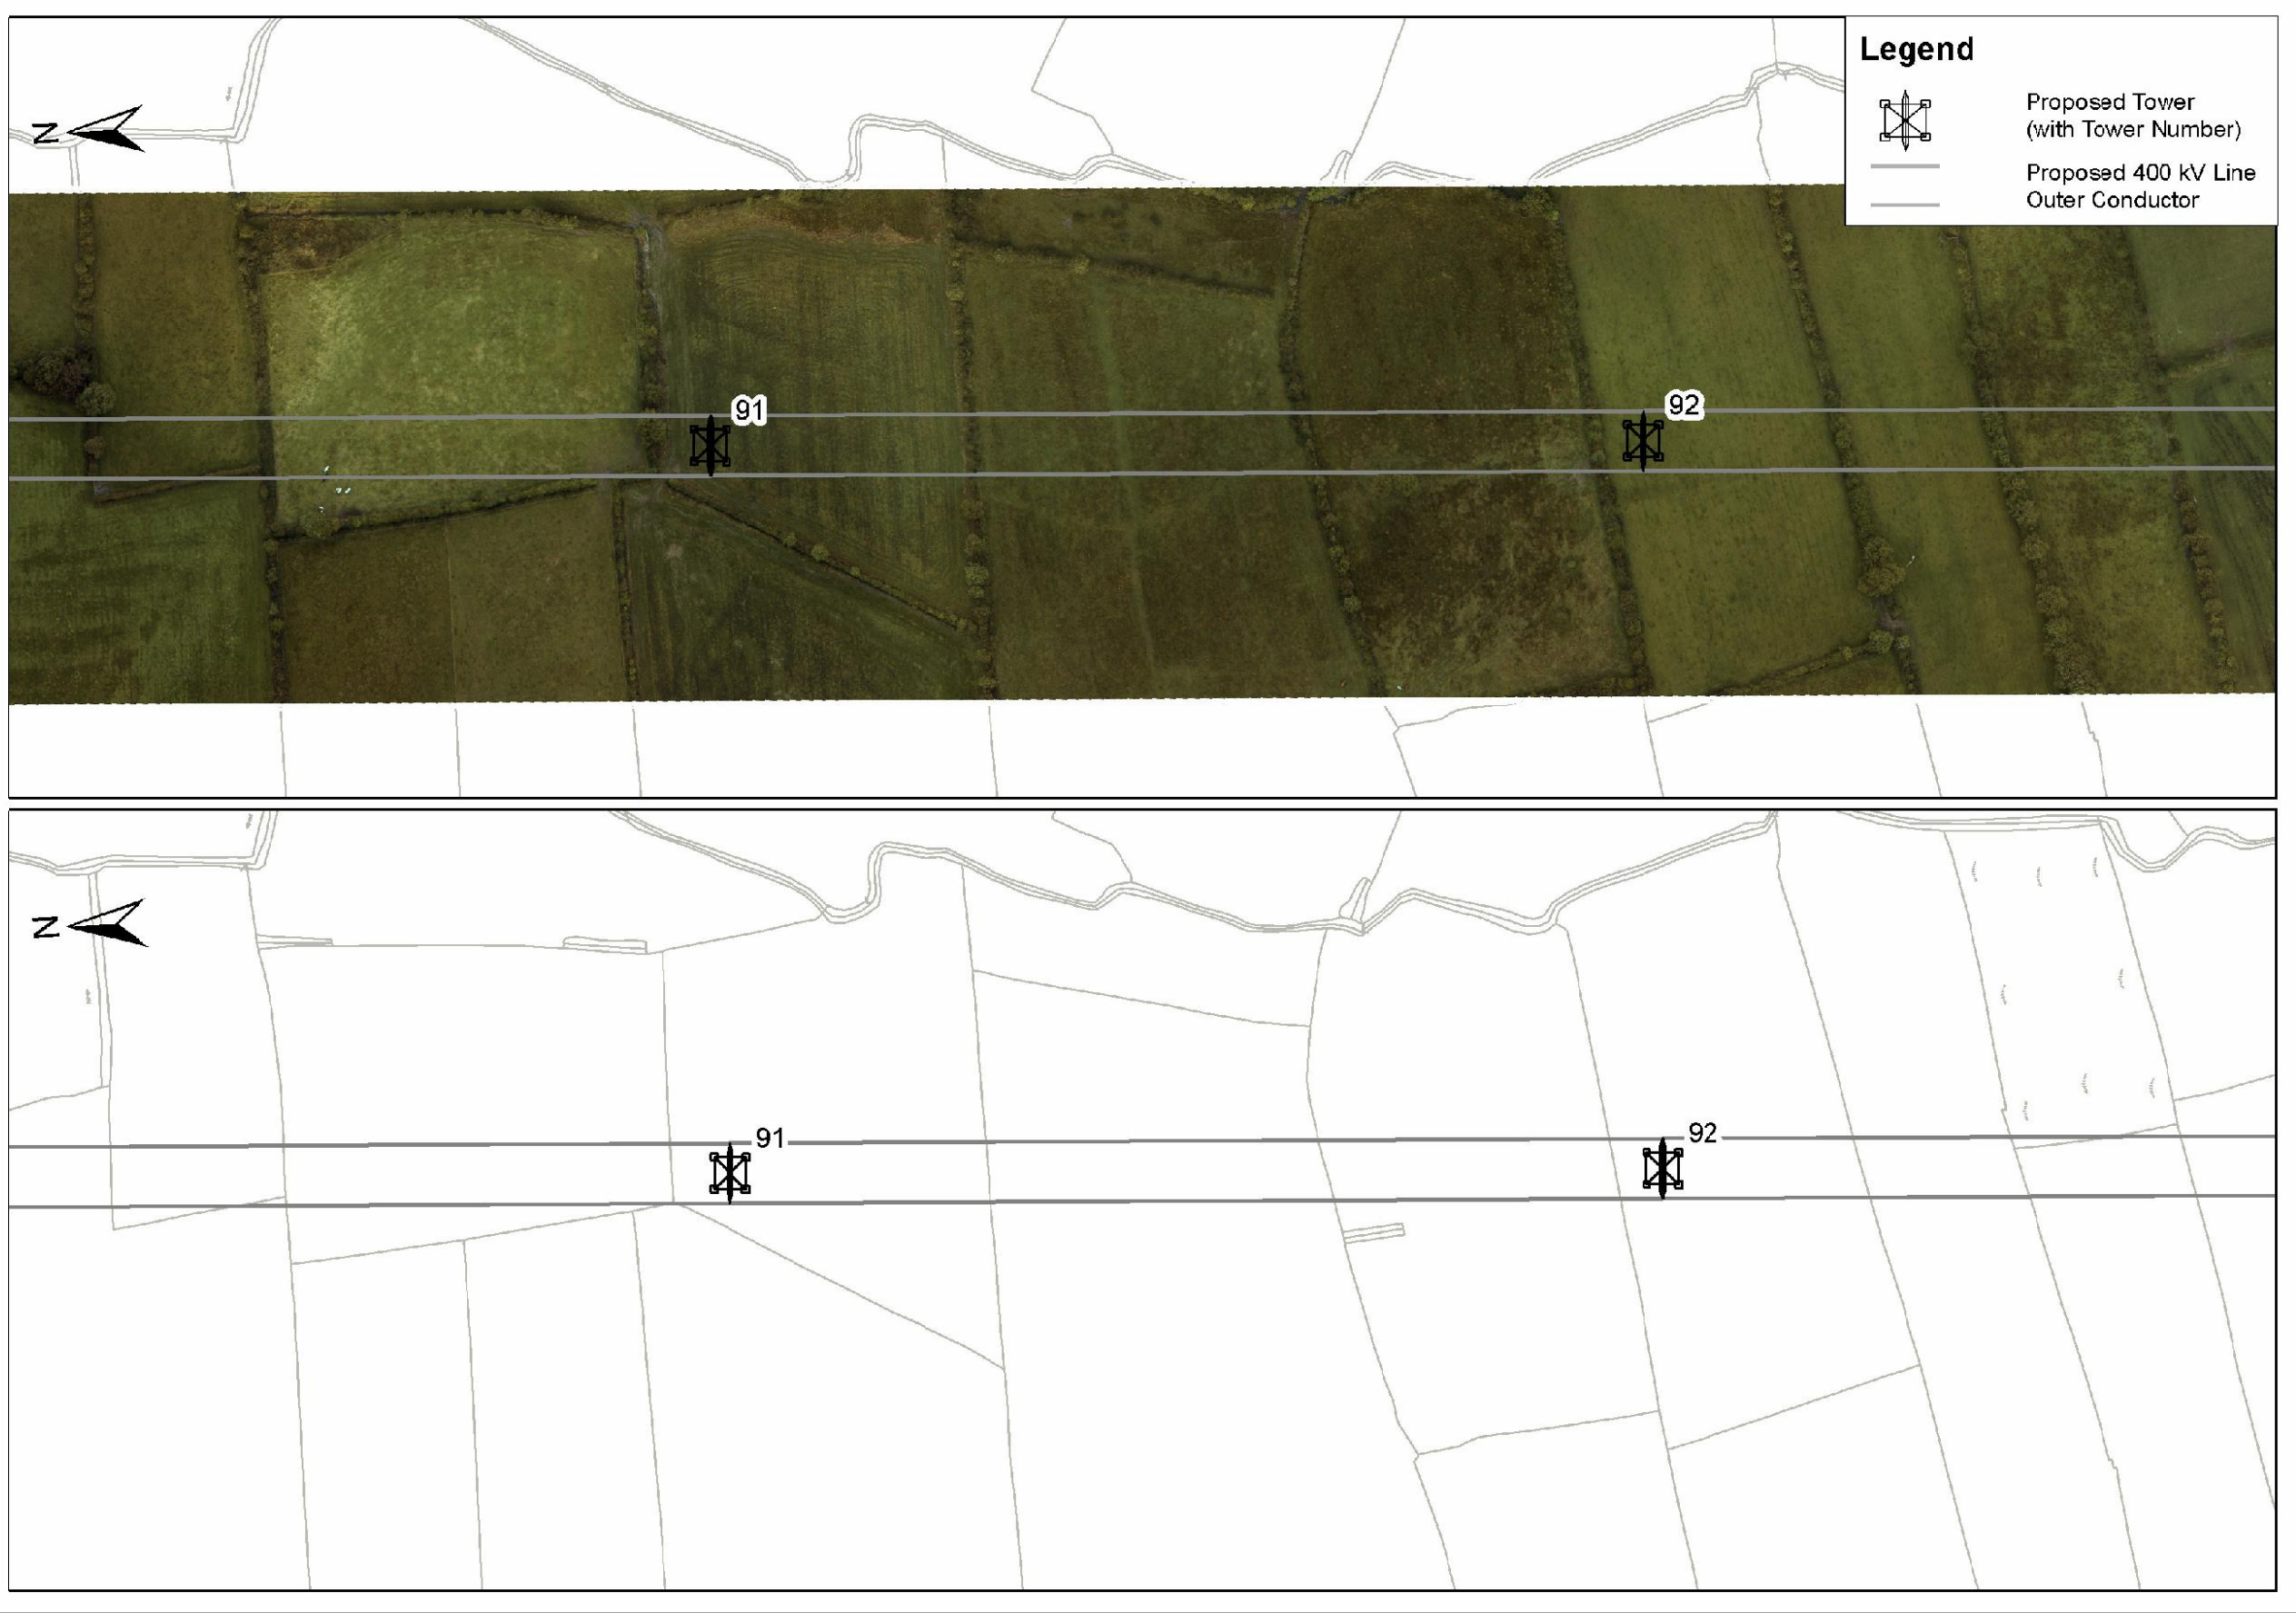 Legend
Proposed Tower
(with Tower Number)
Proposed 400 kV Line
Outer Conductor
N
91
92
N
91
92